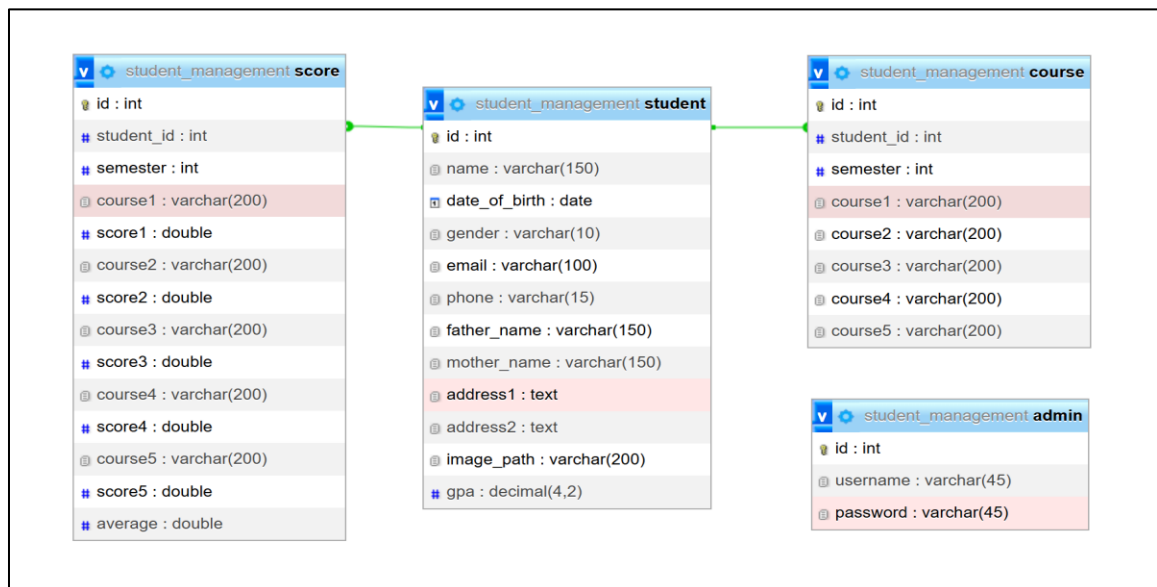 student_management score
id : int
student_id : int
semester : int
course1 : varchar(200)
score1 : double
course2 : varchar(200)
score2 : double
course3 : varchar(200)
score3 : double
course4 : varchar(200)
score4 : double
course5 : varchar(200)
score5 : double
average : double
student_management student
id : int
name : varchar(150)
date_of_birth : date
gender : varchar(10)
email : varchar(100)
phone : varchar(15)
father_name : varchar(150)
mother_name : varchar(150)
address1 : text
address2 : text
image_path : varchar(200)
gpa : decimal(4,2)
student_management course
id : int
student_id : int
semester : int
course1 : varchar(200)
course2 : varchar(200)
course3 : varchar(200)
course4 : varchar(200)
course5 : varchar(200)
student_management admin
id : int
username : varchar(45)
password : varchar(45)